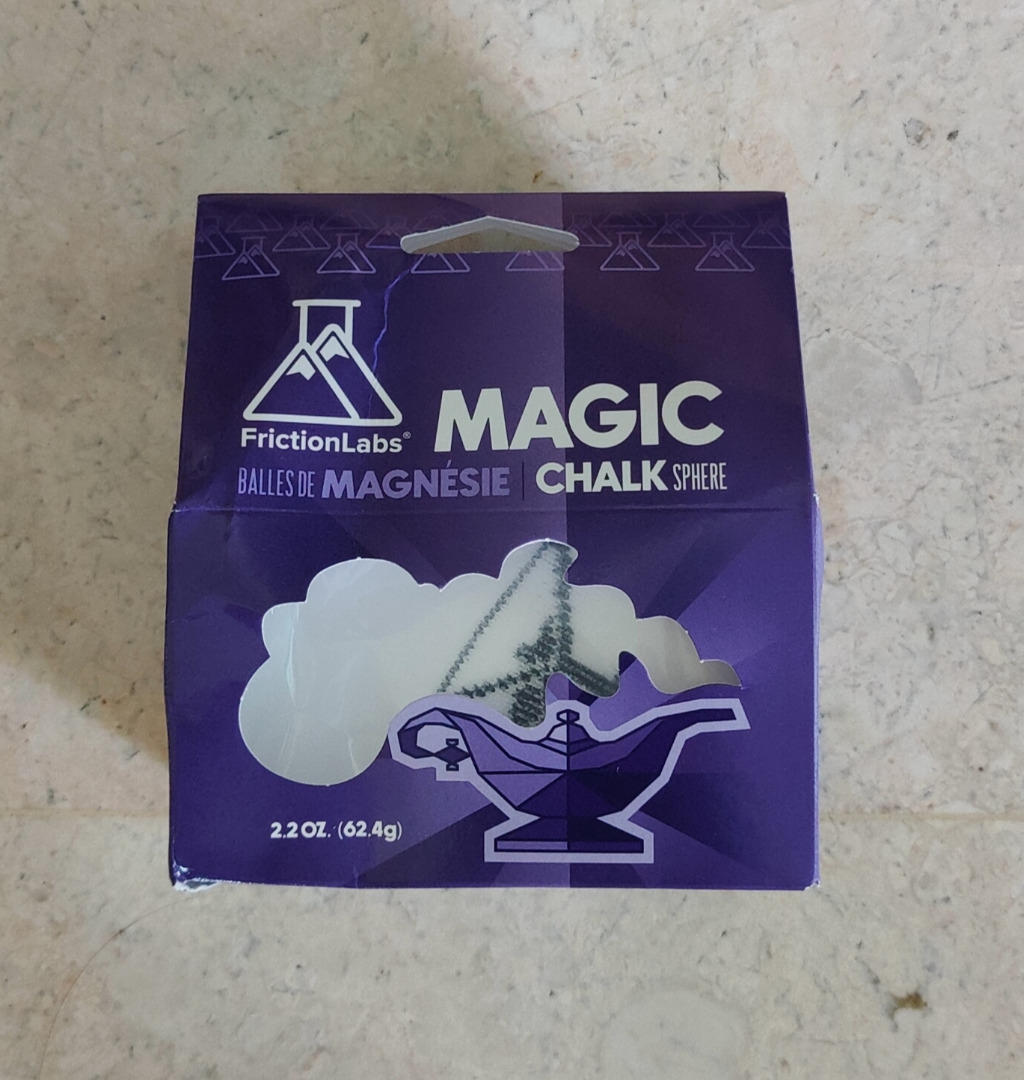 FrictionLabs®
MAGIC
BALLES DE MAGNÉSIE | CHALK SPHERE
2.2 OZ. (62.4g)